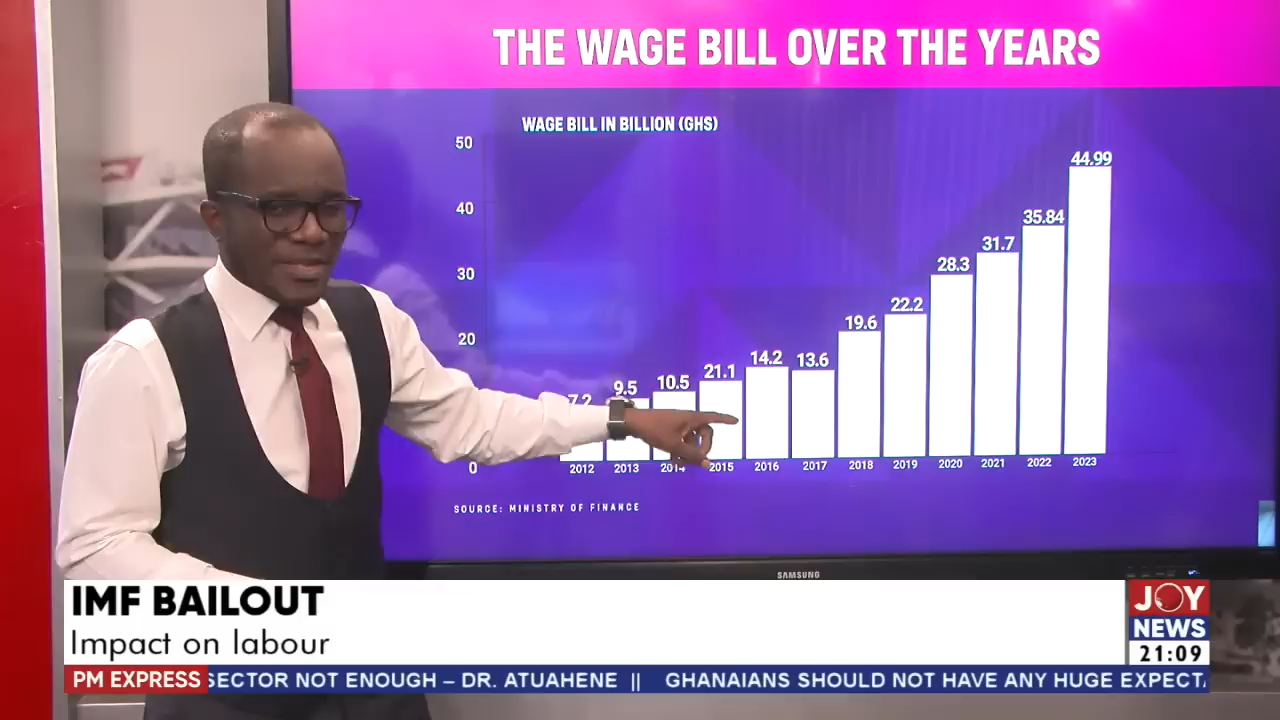 THE WAGE BILL OVER THE YEARS
WAGE BILL IN BILLION (GHS)
50
40
30
20
0
7.2
9.5
10.5
21.1
14.2
13.6
19.6
22.2
28.3
31.7
35.84
44.99
2012 2013 2014 2015 2016 2017 2018 2019 2020 2021 2022 2023
SOURCE: MINISTRY OF FINANCE
SAMSUNG
IMF BAILOUT
Impact on labour
JOY
NEWS
21:09
PM EXPRESS SECTOR NOT ENOUGH – DR. ATUAHENE || GHANAIANS SHOULD NOT HAVE ANY HUGE EXPECT